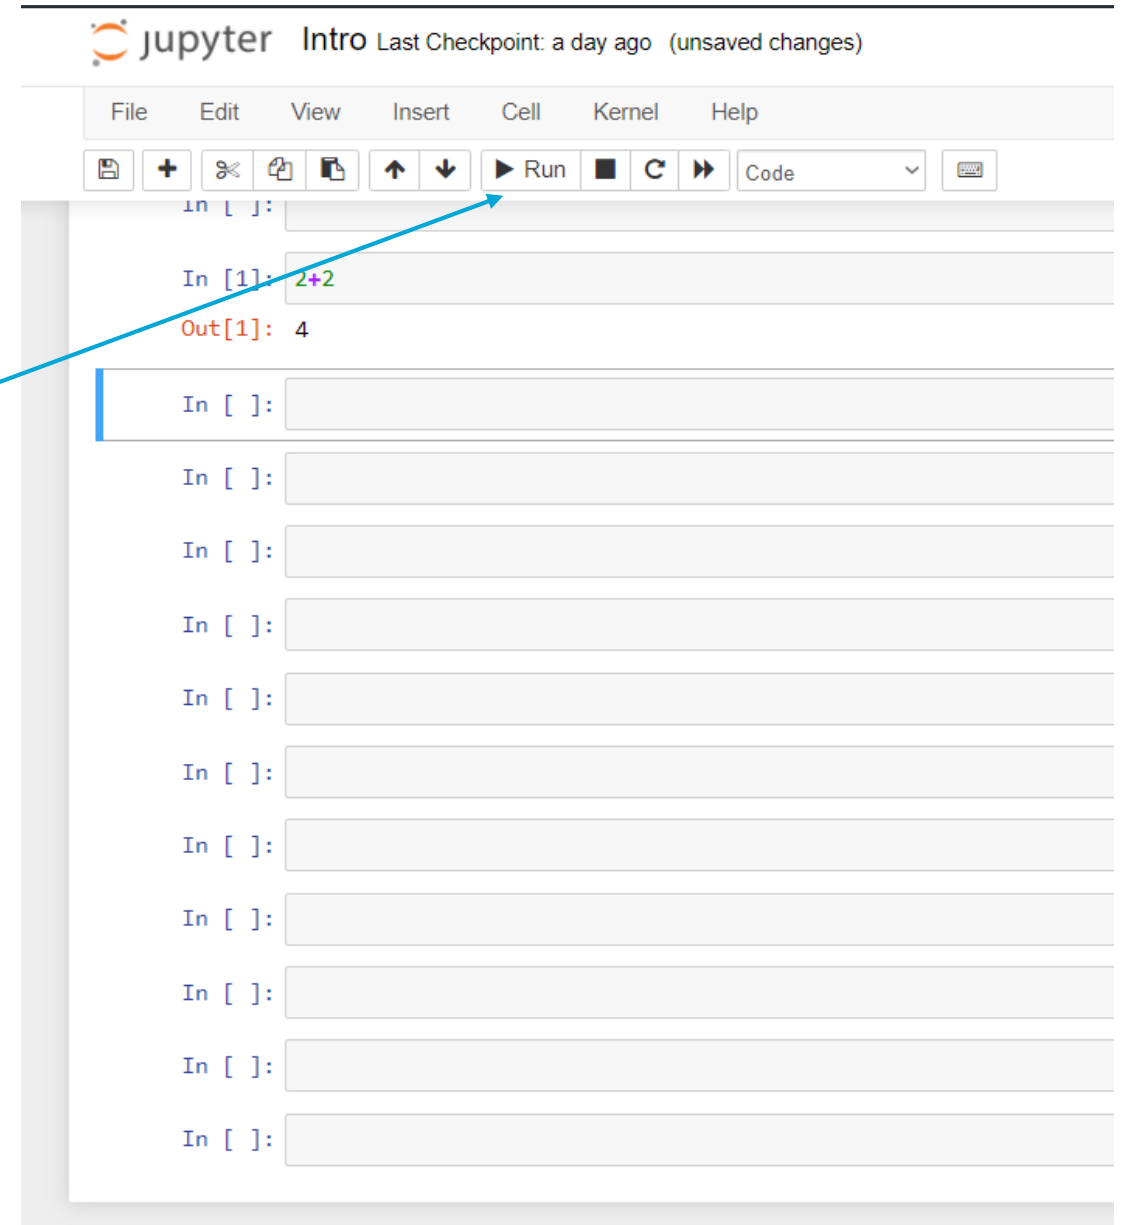 jupyter Intro Last Checkpoint: a day ago (unsaved changes)
File Edit View Insert Cell Kernel Help
Run Code
In [ ]:
In [1]: 2+2
Out[1]: 4
In [ ]:
In [ ]:
In [ ]:
In [ ]:
In [ ]:
In [ ]:
In [ ]:
In [ ]:
In [ ]:
In [ ]:
In [ ]: